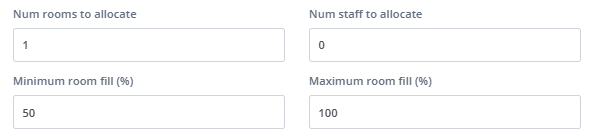 Num rooms to allocate Num staff to allocate
1 0
Minimum room fill (%) Maximum room fill (%)
50 100